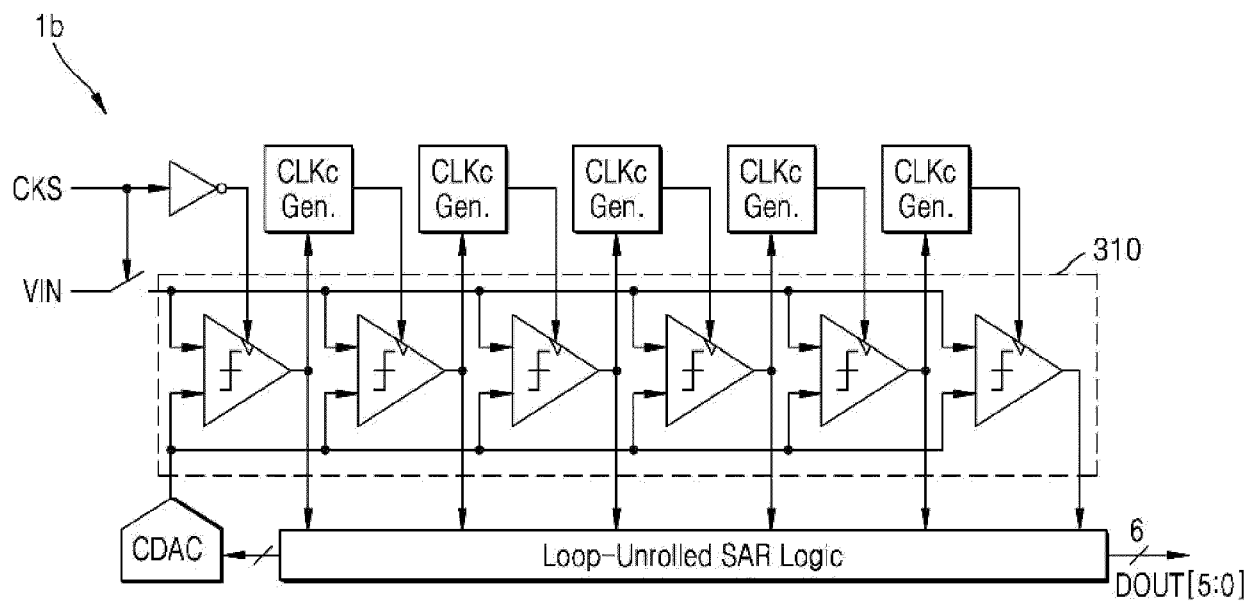 1b
CKS
CLKc
Gen.
CLKc
Gen.
CLKc
Gen.
CLKc
Gen.
CLKc
Gen.
310
VIN
CDAC
Loop-Unrolled SAR Logic
6
DOUT[5:0]